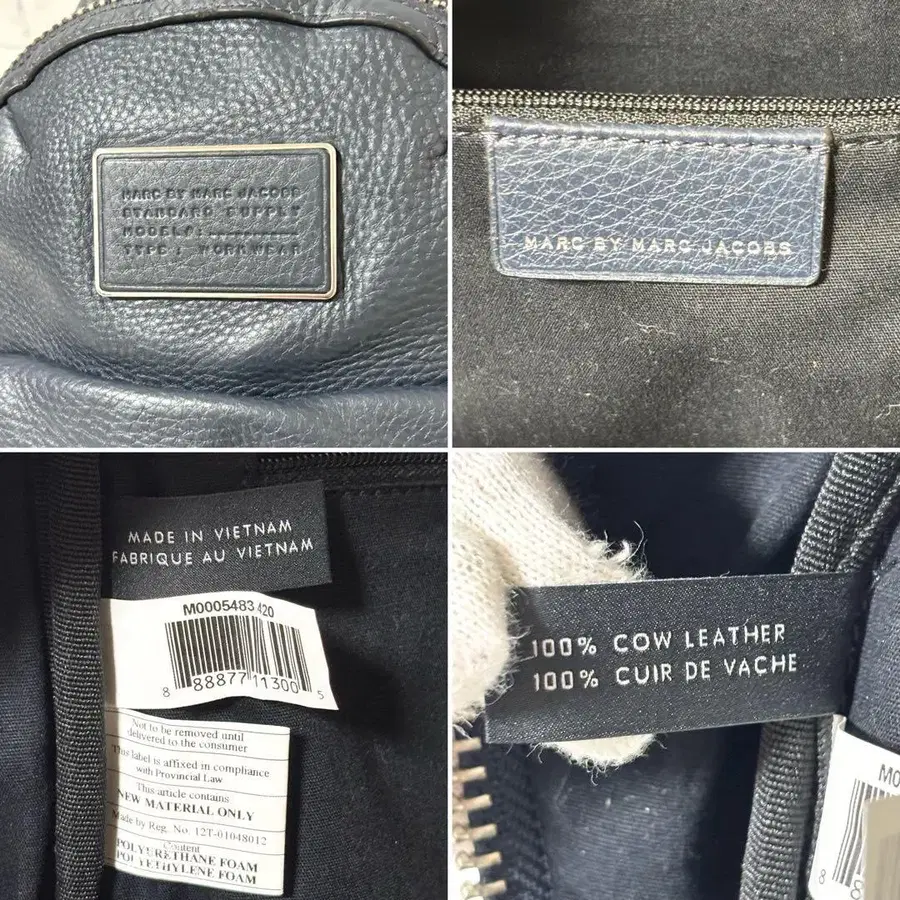 MARC BY MARC JACOBS
STANDARD SUPPLY
MODEL#:
TYPE: WORKWEAR
MARC BY MARC JACOBS
MADE IN VIETNAM
FABRIQUE AU VIETNAM
M0005483 420
8 88877 11300 5
Not to be removed until
delivered to the consumer
This label is affixed in compliance
with Provincial Law
This article contains
NEW MATERIAL ONLY
Made by Reg. No. 12T-01048012
Content
POLYURETHANE FOAM
POLYETHYLENE FOAM
100% COW LEATHER
100% CUIR DE VACHE
M0
8 8